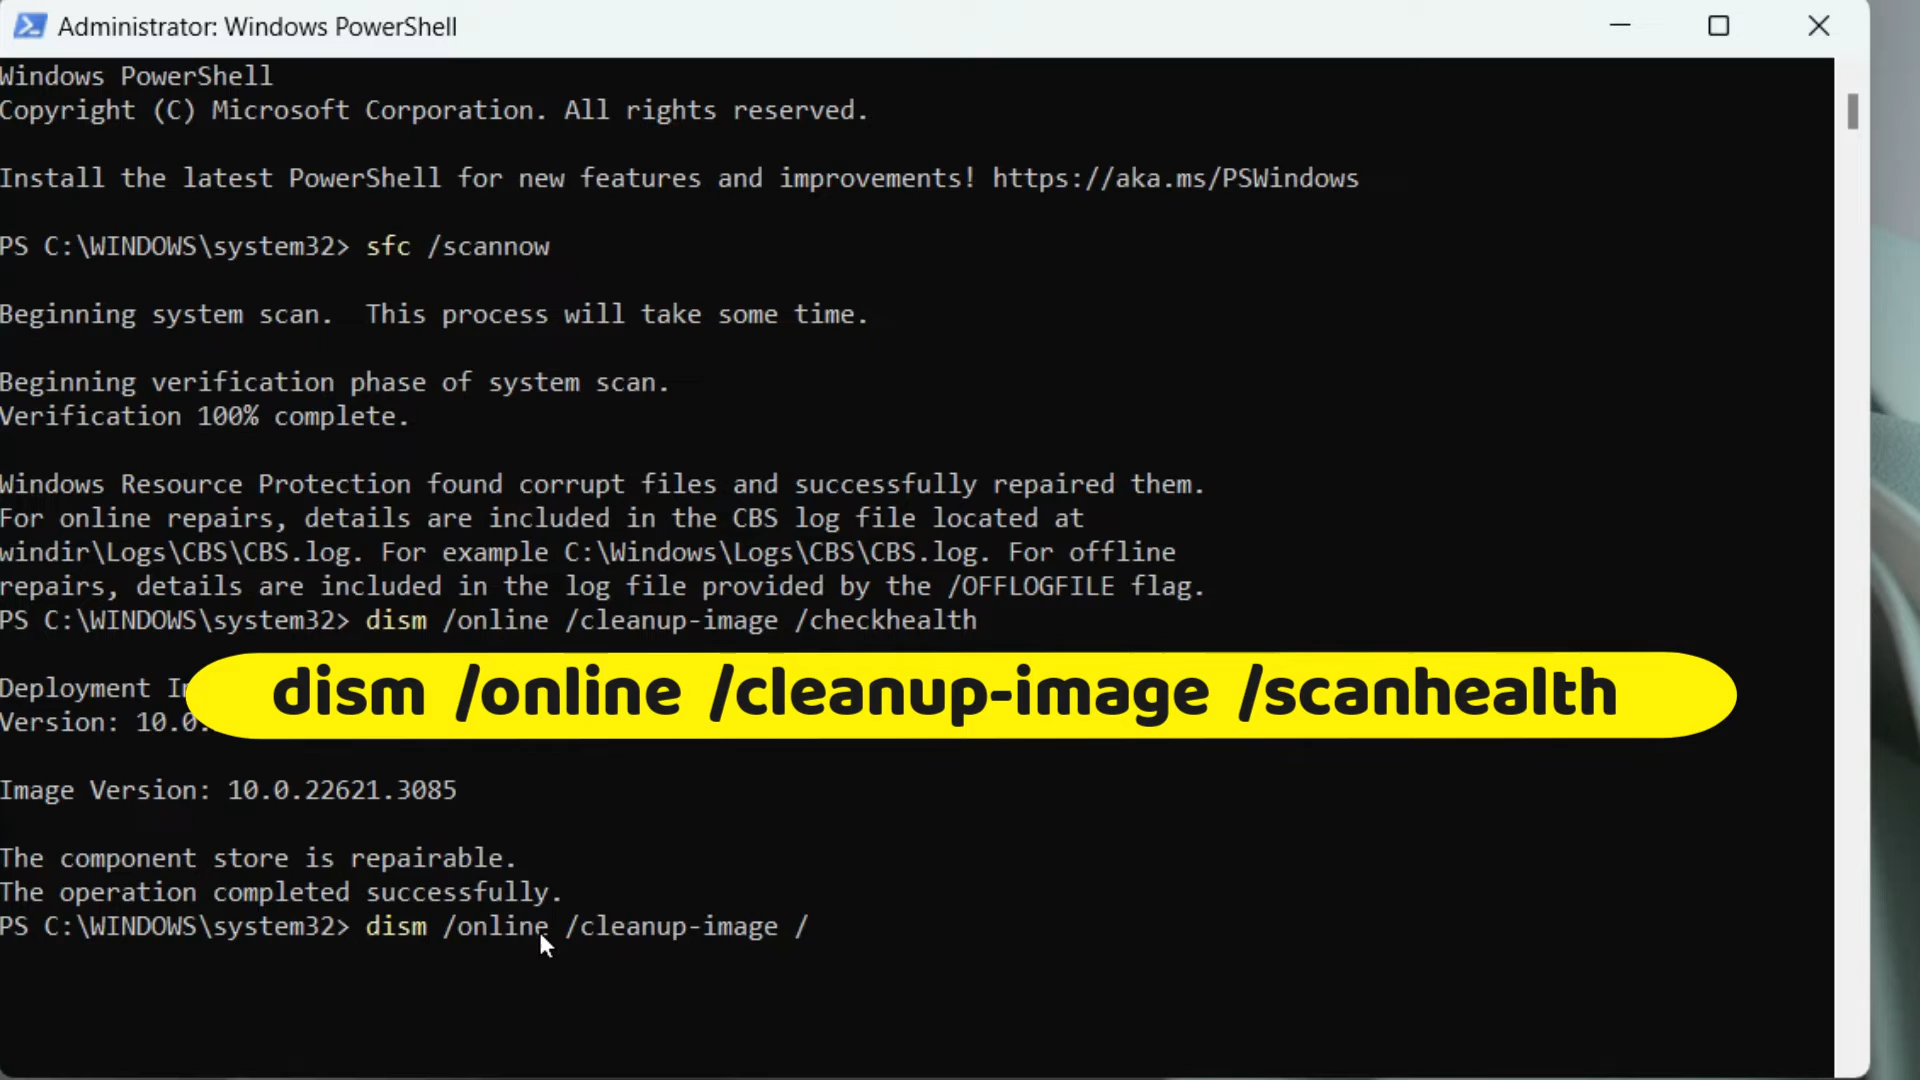 Administrator: Windows PowerShell
Windows PowerShell
Copyright (C) Microsoft Corporation. All rights reserved.
Install the latest PowerShell for new features and improvements! https://aka.ms/PSWindows
PS C:\WINDOWS\system32> sfc /scannow
Beginning system scan.  This process will take some time.
Beginning verification phase of system scan.
Verification 100% complete.
Windows Resource Protection found corrupt files and successfully repaired them.
For online repairs, details are included in the CBS log file located at
windir\Logs\CBS\CBS.log. For example C:\Windows\Logs\CBS\CBS.log. For offline
repairs, details are included in the log file provided by the /OFFLOGFILE flag.
PS C:\WINDOWS\system32> dism /online /cleanup-image /checkhealth
Deployment
dism /online /cleanup-image /scanhealth
Version: 10.0.
Image Version: 10.0.22621.3085
The component store is repairable.
The operation completed successfully.
PS C:\WINDOWS\system32> dism /online /cleanup-image /